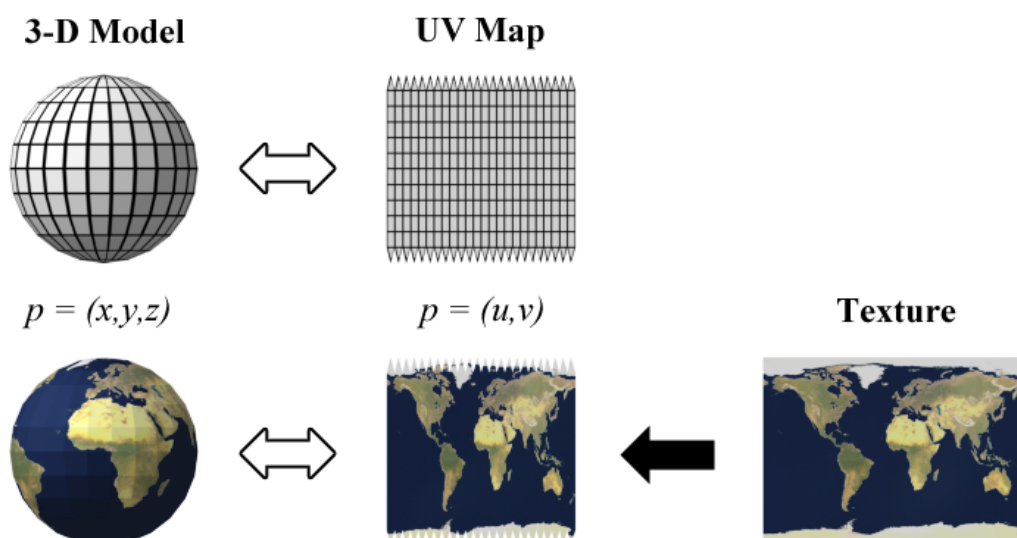 3-D Model
UV Map
p = (x,y,z)
p = (u,v)
Texture